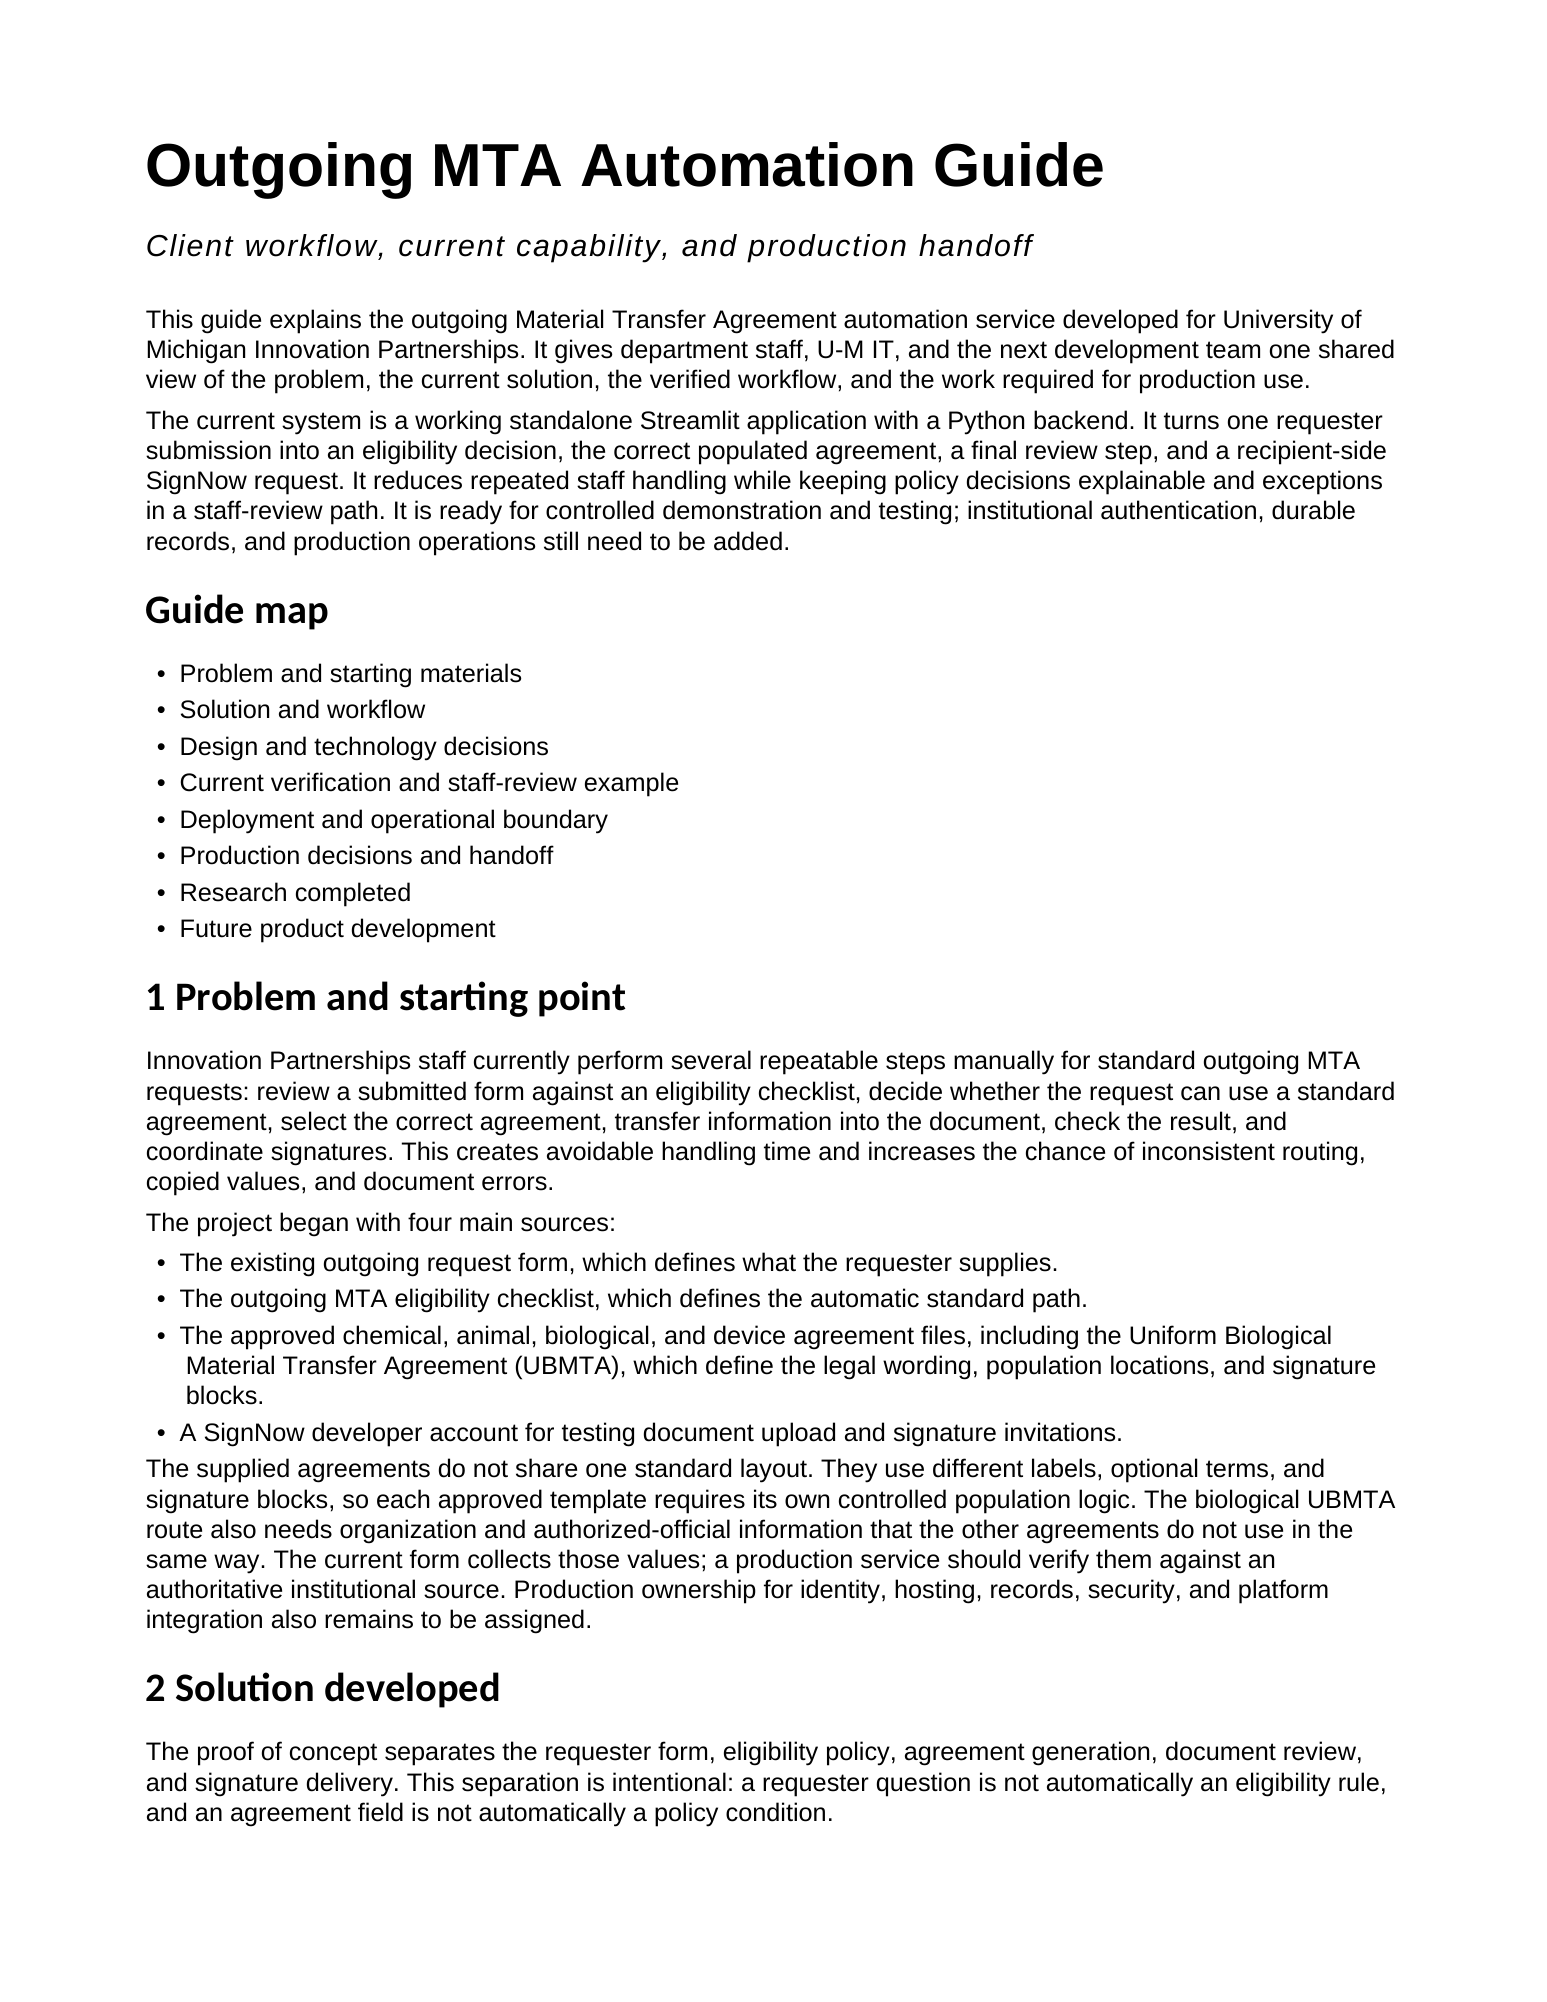 Outgoing MTA Automation Guide
Client workflow, current capability, and production handoff
This guide explains the outgoing Material Transfer Agreement automation service developed for University of
Michigan Innovation Partnerships. It gives department staff, U-M IT, and the next development team one shared
view of the problem, the current solution, the verified workflow, and the work required for production use.
The current system is a working standalone Streamlit application with a Python backend. It turns one requester
submission into an eligibility decision, the correct populated agreement, a final review step, and a recipient-side
SignNow request. It reduces repeated staff handling while keeping policy decisions explainable and exceptions
in a staff-review path. It is ready for controlled demonstration and testing; institutional authentication, durable
records, and production operations still need to be added.
Guide map
• Problem and starting materials
• Solution and workflow
• Design and technology decisions
• Current verification and staff-review example
• Deployment and operational boundary
• Production decisions and handoff
• Research completed
• Future product development
1 Problem and starting point
Innovation Partnerships staff currently perform several repeatable steps manually for standard outgoing MTA
requests: review a submitted form against an eligibility checklist, decide whether the request can use a standard
agreement, select the correct agreement, transfer information into the document, check the result, and
coordinate signatures. This creates avoidable handling time and increases the chance of inconsistent routing,
copied values, and document errors.
The project began with four main sources:
• The existing outgoing request form, which defines what the requester supplies.
• The outgoing MTA eligibility checklist, which defines the automatic standard path.
• The approved chemical, animal, biological, and device agreement files, including the Uniform Biological
Material Transfer Agreement (UBMTA), which define the legal wording, population locations, and signature
blocks.
• A SignNow developer account for testing document upload and signature invitations.
The supplied agreements do not share one standard layout. They use different labels, optional terms, and
signature blocks, so each approved template requires its own controlled population logic. The biological UBMTA
route also needs organization and authorized-official information that the other agreements do not use in the
same way. The current form collects those values; a production service should verify them against an
authoritative institutional source. Production ownership for identity, hosting, records, security, and platform
integration also remains to be assigned.
2 Solution developed
The proof of concept separates the requester form, eligibility policy, agreement generation, document review,
and signature delivery. This separation is intentional: a requester question is not automatically an eligibility rule,
and an agreement field is not automatically a policy condition.